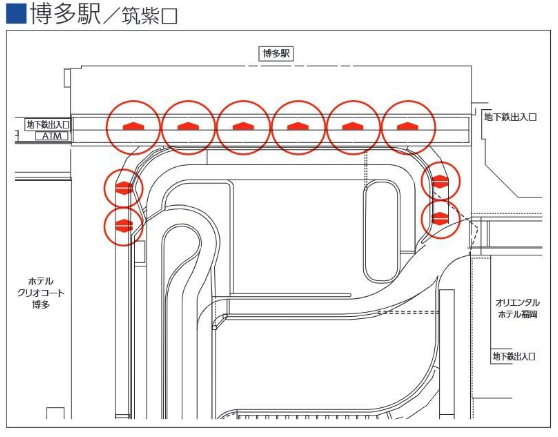 博多駅／筑紫口
博多駅
地下鉄出入口
ATM
地下鉄出入口
ホテル
クリオコート
博多
オリエンタル
ホテル福岡
地下鉄出入口